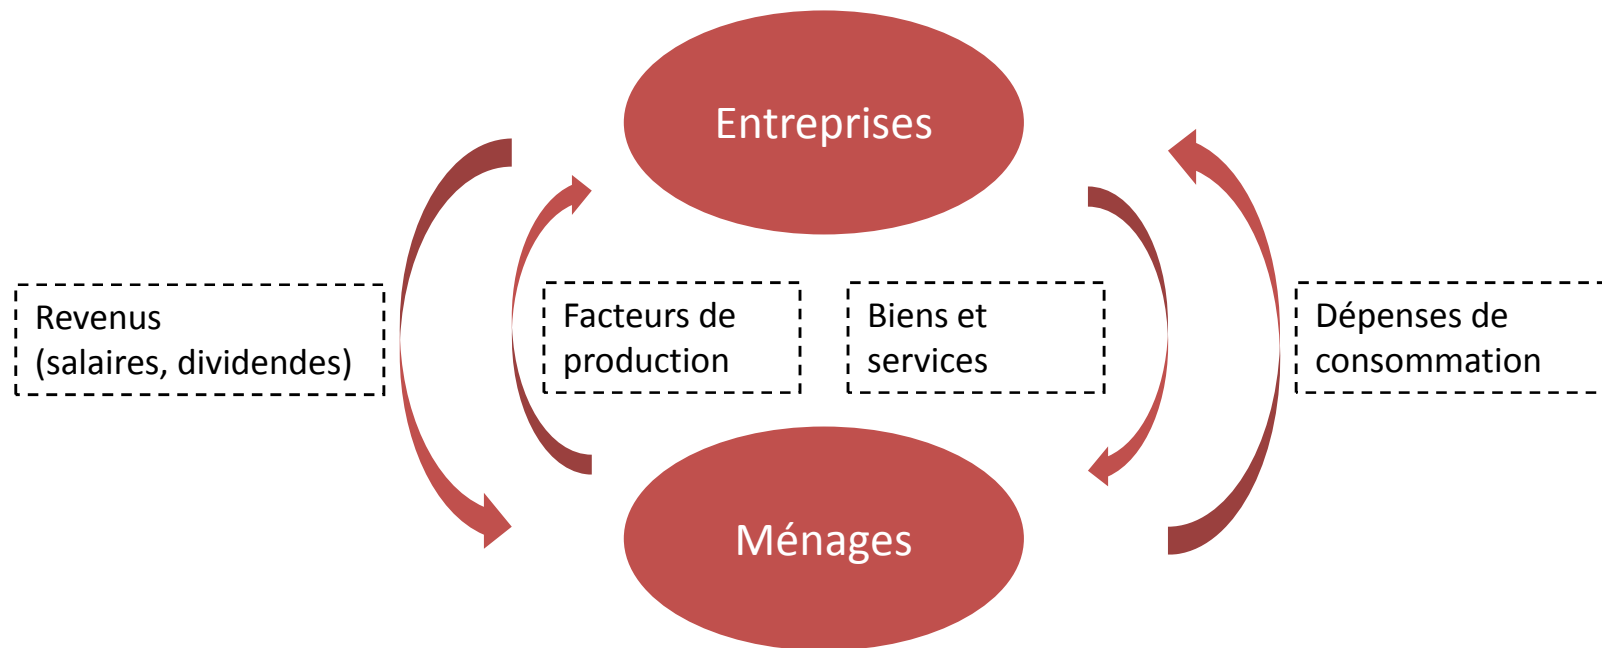 Entreprises
Revenus
(salaires, dividendes)
Facteurs de
production
Biens et
services
Dépenses de
consommation
Ménages